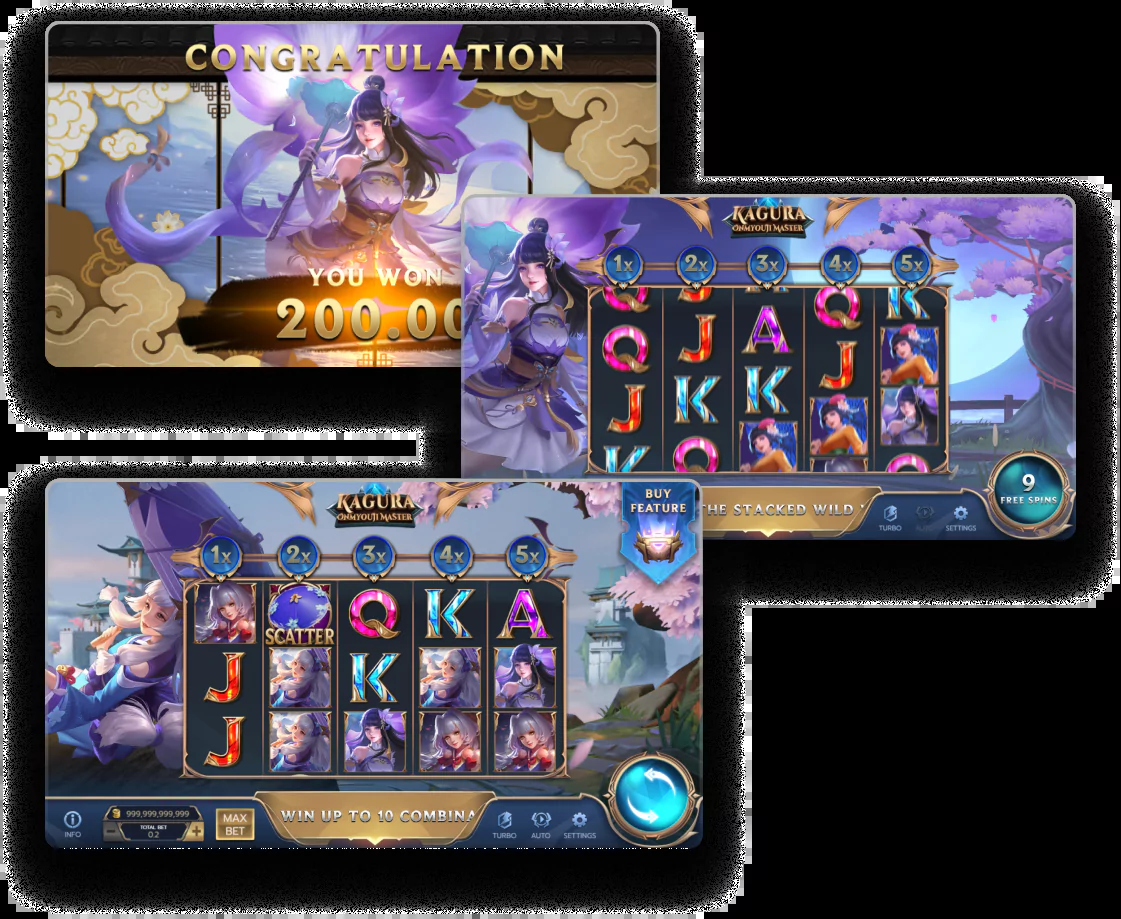 CONGRATULATION
YOU WON
200.00
KAGURA
ONMYOUJI MASTER
1x 2x 3x 4x 5x
Q J A Q K
Q K K J
J Q
K Q
THE STACKED WILD
TURBO AUTO SETTINGS
9
FREE SPINS
KAGURA
ONMYOUJI MASTER
BUY
FEATURE
1x 2x 3x 4x 5x
SCATTER Q K A
J K
J
INFO
999,999,999,999
TOTAL BET
0.2
MAX
BET
WIN UP TO 10 COMBINA
TURBO AUTO SETTINGS